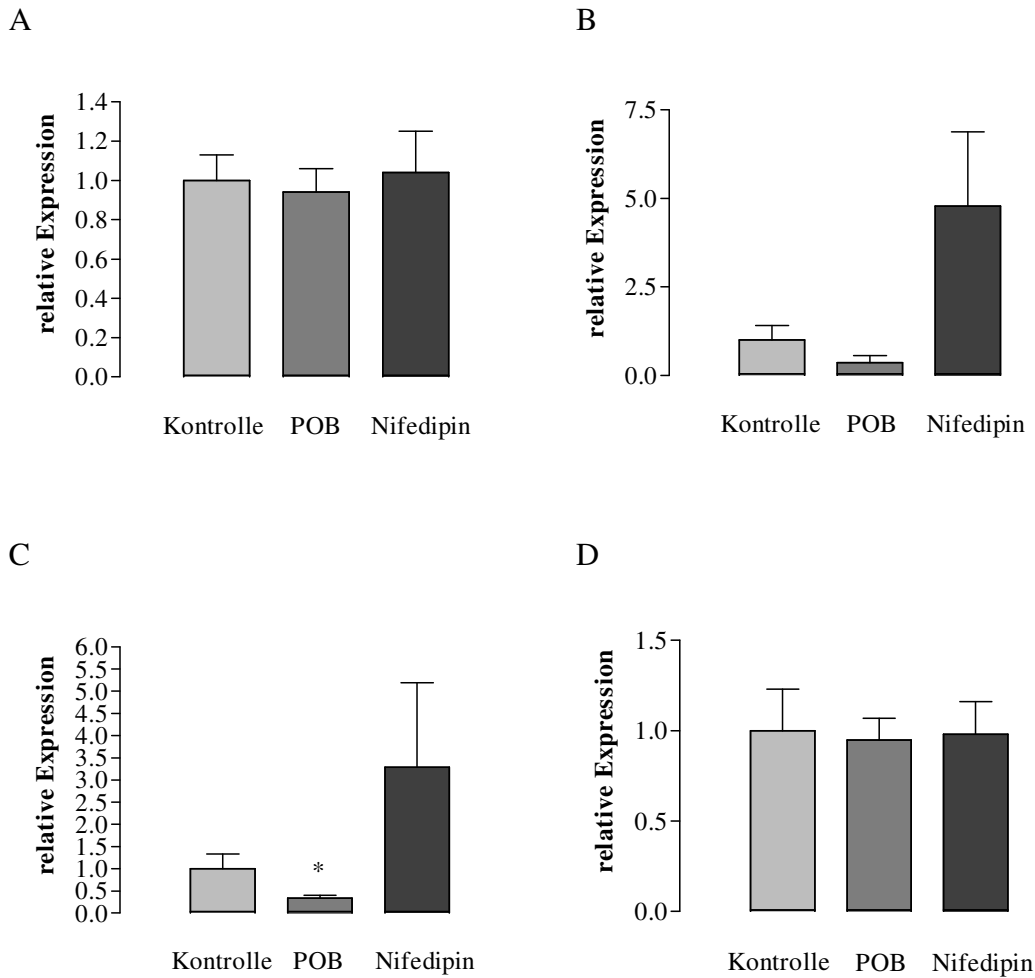 A
relative Expression
1.4
1.2
1.0
0.8
0.6
0.4
0.2
0.0
Kontrolle POB Nifedipin
B
relative Expression
7.5
5.0
2.5
0.0
Kontrolle POB Nifedipin
C
relative Expression
6.0
5.5
5.0
4.5
4.0
3.5
3.0
2.5
2.0
1.5
1.0
0.5
0.0
*
Kontrolle POB Nifedipin
D
relative Expression
1.5
1.0
0.5
0.0
Kontrolle POB Nifedipin